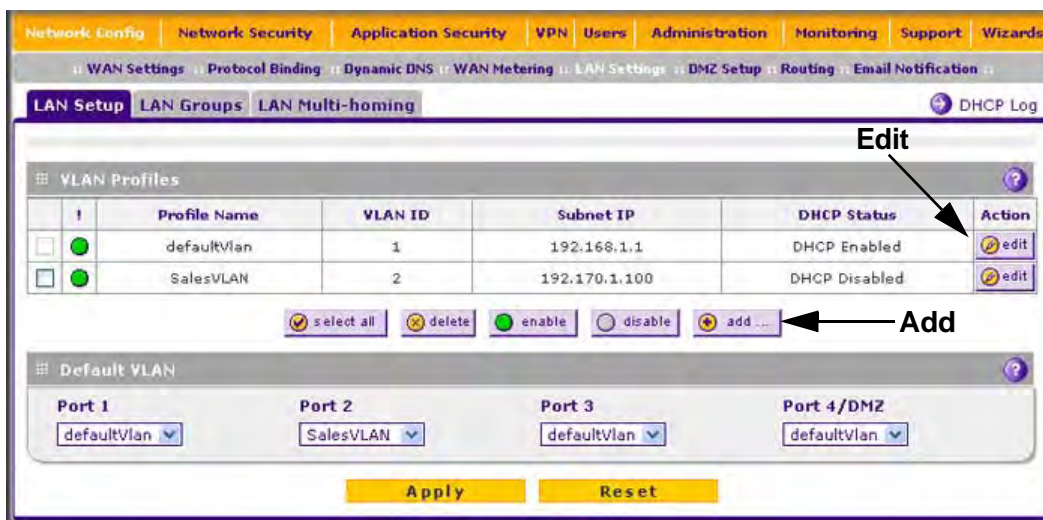 Network Config Network Security Application Security VPN Users Administration Monitoring Support Wizards
:: WAN Settings :: Protocol Binding :: Dynamic DNS :: WAN Metering :: LAN Settings :: DMZ Setup :: Routing :: Email Notification ::
LAN Setup LAN Groups LAN Multi-homing DHCP Log
Edit
VLAN Profiles ?
! Profile Name VLAN ID Subnet IP DHCP Status Action
defaultVlan 1 192.168.1.1 DHCP Enabled edit
SalesVLAN 2 192.170.1.100 DHCP Disabled edit
select all delete enable disable add ... Add
Default VLAN ?
Port 1 Port 2 Port 3 Port 4/DMZ
defaultVlan SalesVLAN defaultVlan defaultVlan
Apply Reset